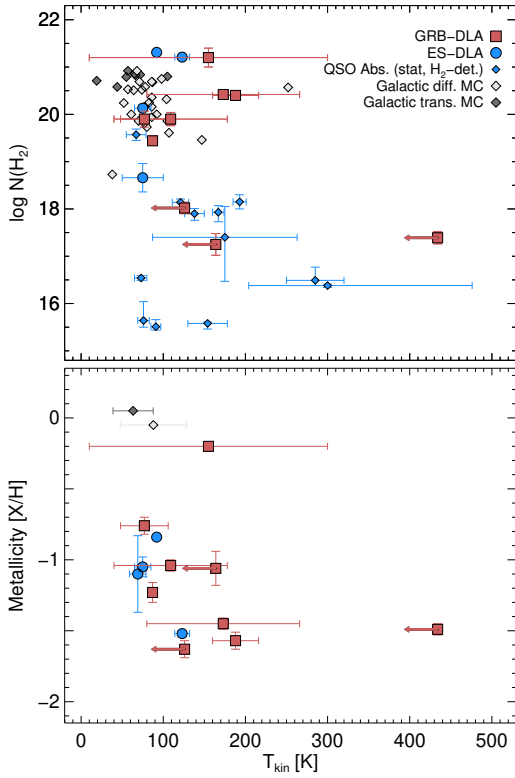 GRB-DLA
ES-DLA
QSO Abs. (stat, H2-det.)
Galactic diff. MC
Galactic trans. MC
22
20
18
16
log N(H2)
0
−1
−2
Metallicity [X/H]
0 100 200 300 400 500
Tkin [K]